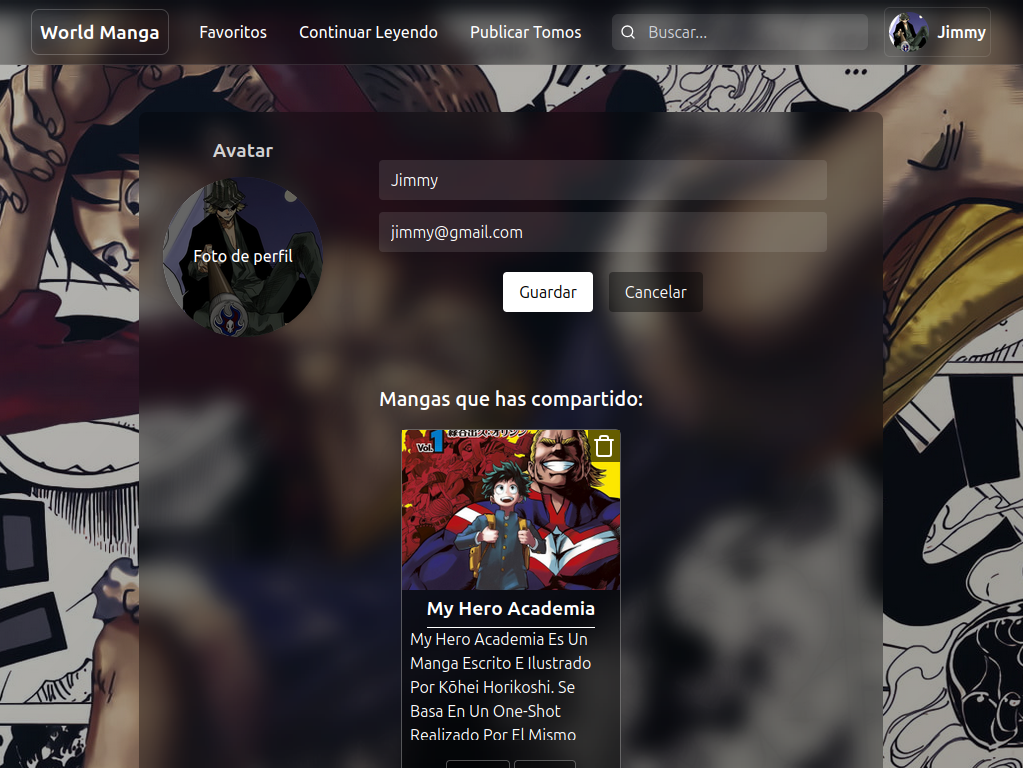 World Manga
Favoritos
Continuar Leyendo
Publicar Tomos
Buscar...
Jimmy
Avatar
Foto de perfil
Jimmy
jimmy@gmail.com
Guardar
Cancelar
Mangas que has compartido:
Vol.1
My Hero Academia
My Hero Academia Es Un
Manga Escrito E Ilustrado
Por Kōhei Horikoshi. Se
Basa En Un One-Shot
Realizado Por El Mismo